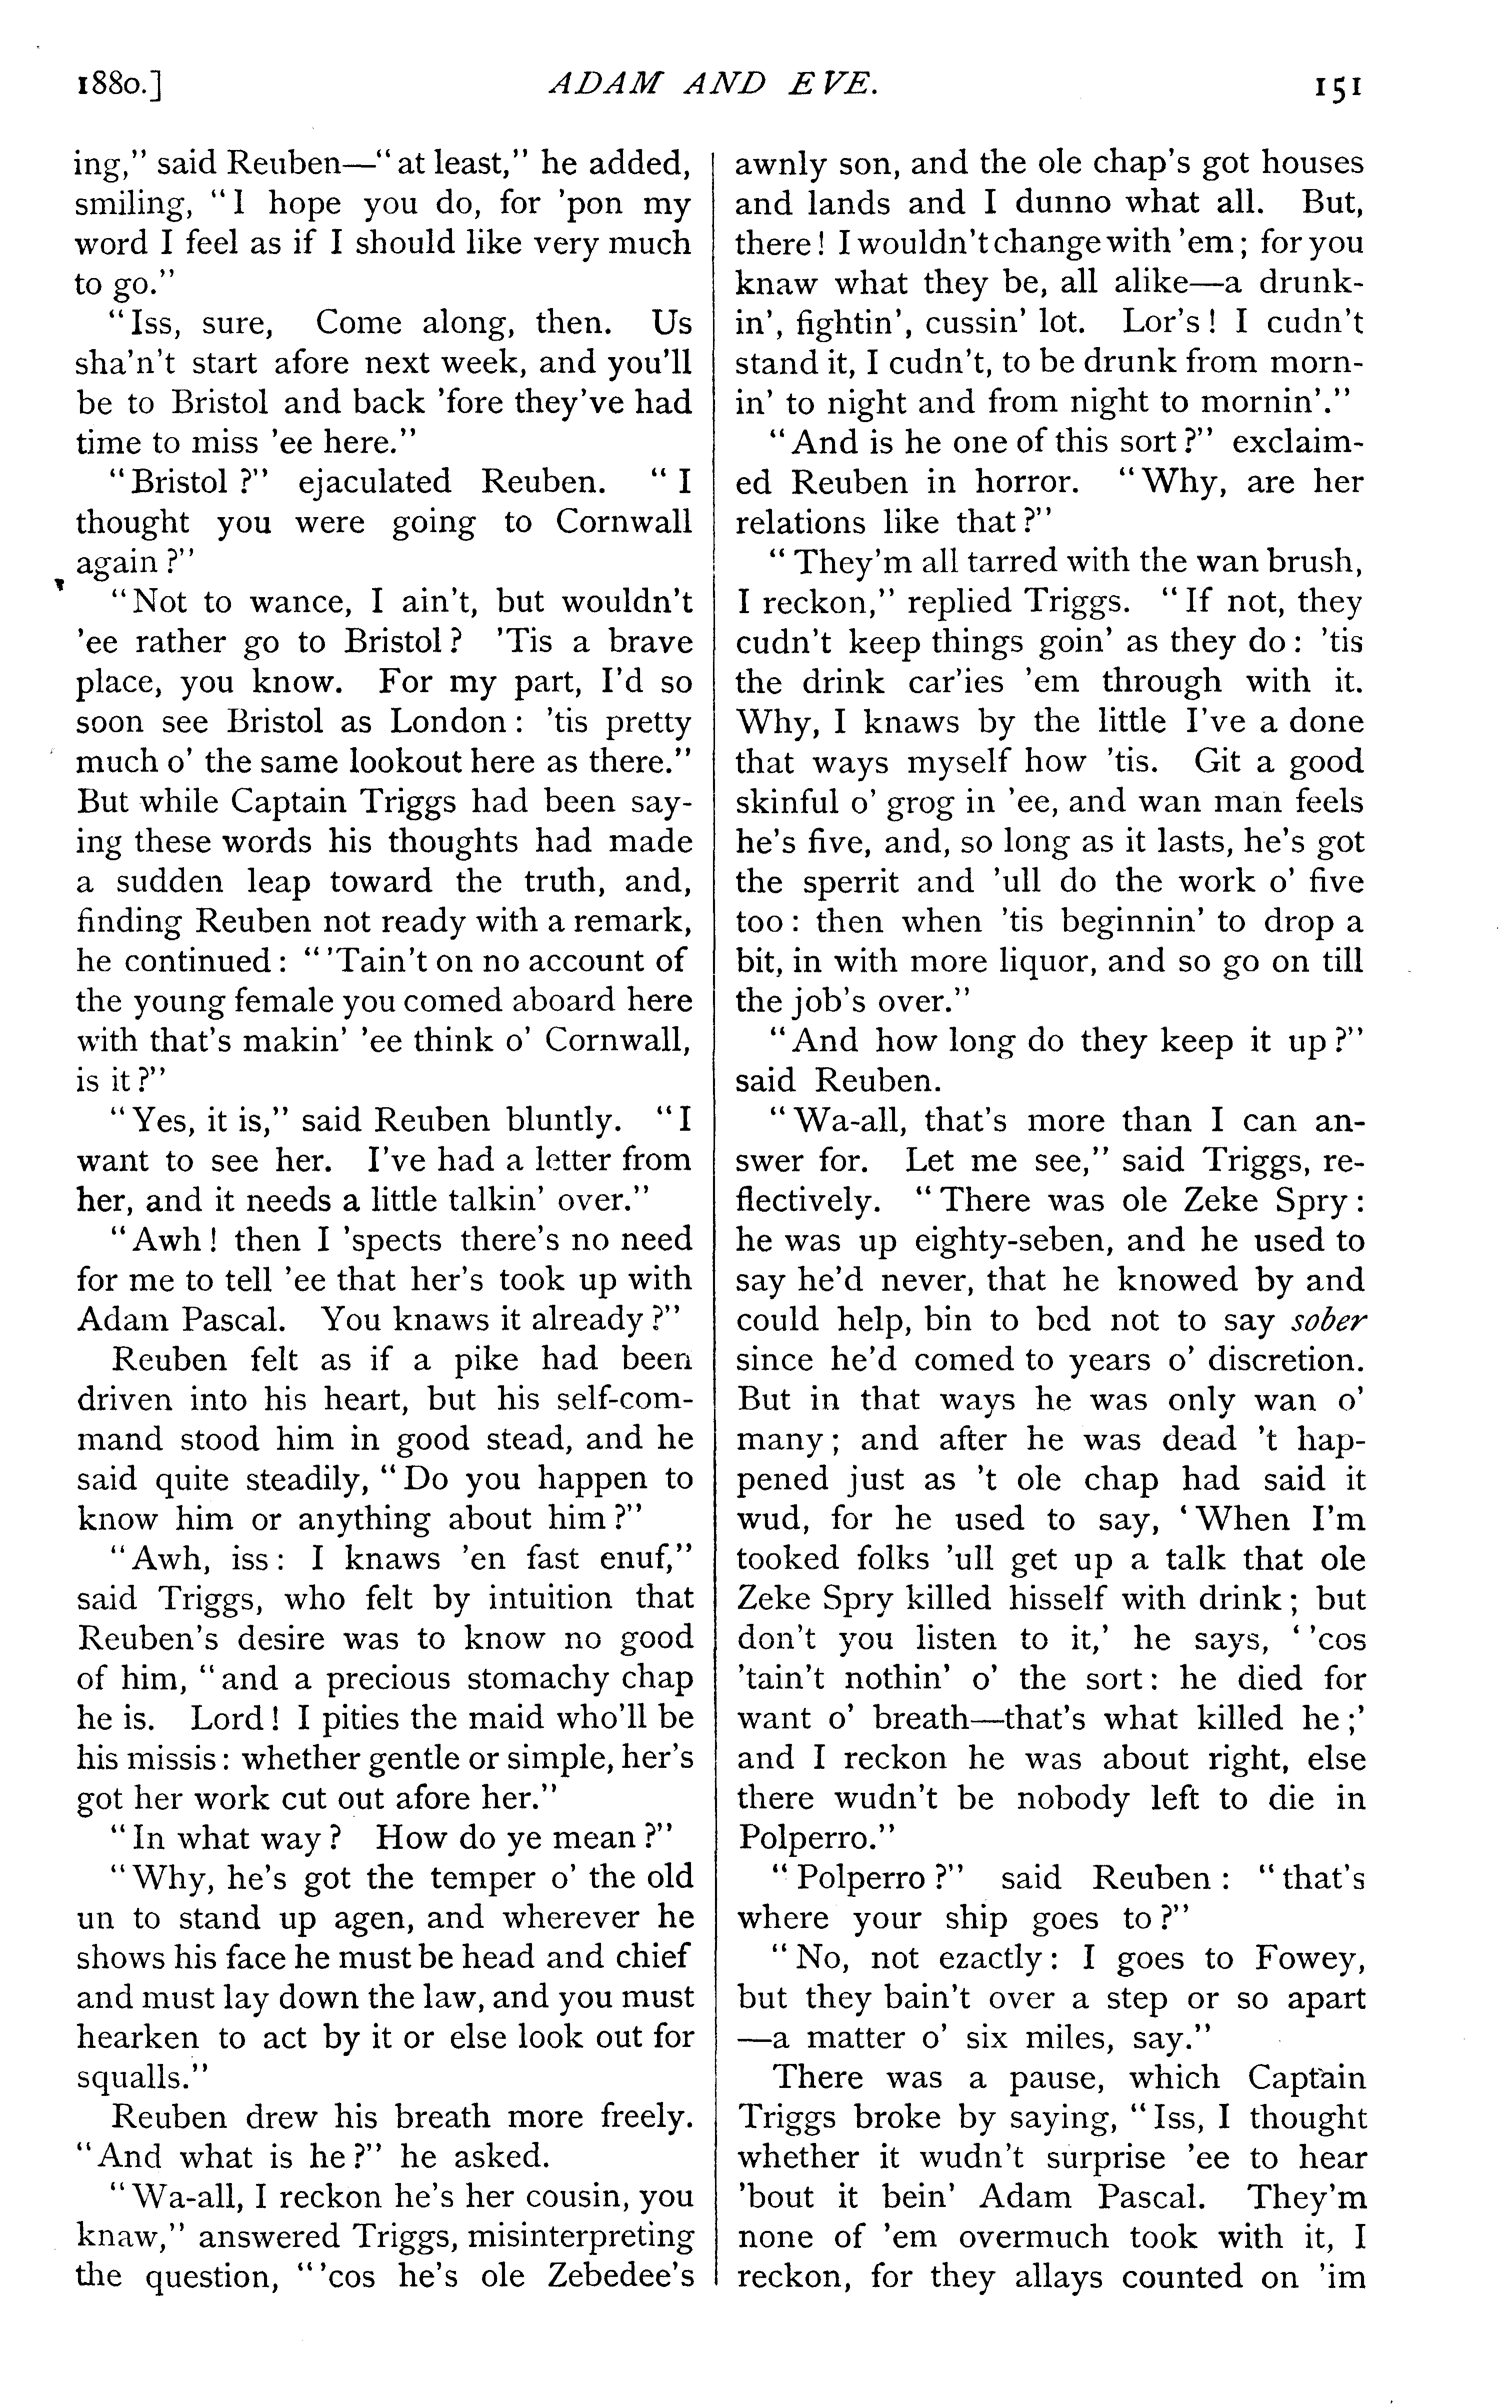 1880.] ADAM AND EVE. 151
ing," said Reuben—"at least," he added,
smiling, "I hope you do, for 'pon my
word I feel as if I should like very much
to go."
"Iss, sure, Come along, then. Us
sha'n't start afore next week, and you'll
be to Bristol and back 'fore they've had
time to miss 'ee here."
"Bristol?" ejaculated Reuben. "I
thought you were going to Cornwall
again?"
"Not to wance, I ain't, but wouldn't
'ee rather go to Bristol? 'Tis a brave
place, you know. For my part, I'd so
soon see Bristol as London: 'tis pretty
much o' the same lookout here as there."
But while Captain Triggs had been say-
ing these words his thoughts had made
a sudden leap toward the truth, and,
finding Reuben not ready with a remark,
he continued: "'Tain't on no account of
the young female you comed aboard here
with that's makin' 'ee think o' Cornwall,
is it?"
"Yes, it is," said Reuben bluntly. "I
want to see her. I've had a letter from
her, and it needs a little talkin' over."
"Awh! then I 'spects there's no need
for me to tell 'ee that her's took up with
Adam Pascal. You knaws it already?"
Reuben felt as if a pike had been
driven into his heart, but his self-com-
mand stood him in good stead, and he
said quite steadily, "Do you happen to
know him or anything about him?"
"Awh, iss: I knaws 'en fast enuf,"
said Triggs, who felt by intuition that
Reuben's desire was to know no good
of him, "and a precious stomachy chap
he is. Lord! I pities the maid who'll be
his missis: whether gentle or simple, her's
got her work cut out afore her."
"In what way? How do ye mean?"
"Why, he's got the temper o' the old
un to stand up agen, and wherever he
shows his face he must be head and chief
and must lay down the law, and you must
hearken to act by it or else look out for
squalls."
Reuben drew his breath more freely.
"And what is he?" he asked.
"Wa-all, I reckon he's her cousin, you
knaw," answered Triggs, misinterpreting
the question, "'cos he's ole Zebedee's
awnly son, and the ole chap's got houses
and lands and I dunno what all. But,
there! I wouldn't change with 'em; for you
knaw what they be, all alike—a drunk-
in', fightin', cussin' lot. Lor's! I cudn't
stand it, I cudn't, to be drunk from morn-
in' to night and from night to mornin'."
"And is he one of this sort?" exclaim-
ed Reuben in horror. "Why, are her
relations like that?"
"They'm all tarred with the wan brush,
I reckon," replied Triggs. "If not, they
cudn't keep things goin' as they do: 'tis
the drink car'ies 'em through with it.
Why, I knaws by the little I've a done
that ways myself how 'tis. Git a good
skinful o' grog in 'ee, and wan man feels
he's five, and, so long as it lasts, he's got
the sperrit and 'ull do the work o' five
too: then when 'tis beginnin' to drop a
bit, in with more liquor, and so go on till
the job's over."
"And how long do they keep it up?"
said Reuben.
"Wa-all, that's more than I can an-
swer for. Let me see," said Triggs, re-
flectively. "There was ole Zeke Spry:
he was up eighty-seben, and he used to
say he'd never, that he knowed by and
could help, bin to bed not to say sober
since he'd comed to years o' discretion.
But in that ways he was only wan o'
many; and after he was dead 't hap-
pened just as 't ole chap had said it
wud, for he used to say, 'When I'm
tooked folks 'ull get up a talk that ole
Zeke Spry killed hisself with drink; but
don't you listen to it,' he says, ' 'cos
'tain't nothin' o' the sort: he died for
want o' breath—that's what killed he;'
and I reckon he was about right, else
there wudn't be nobody left to die in
Polperro."
"Polperro?" said Reuben: "that's
where your ship goes to?"
"No, not ezactly: I goes to Fowey,
but they bain't over a step or so apart
—a matter o' six miles, say."
There was a pause, which Captain
Triggs broke by saying, "Iss, I thought
whether it wudn't surprise 'ee to hear
'bout it bein' Adam Pascal. They'm
none of 'em overmuch took with it, I
reckon, for they allays counted on 'im